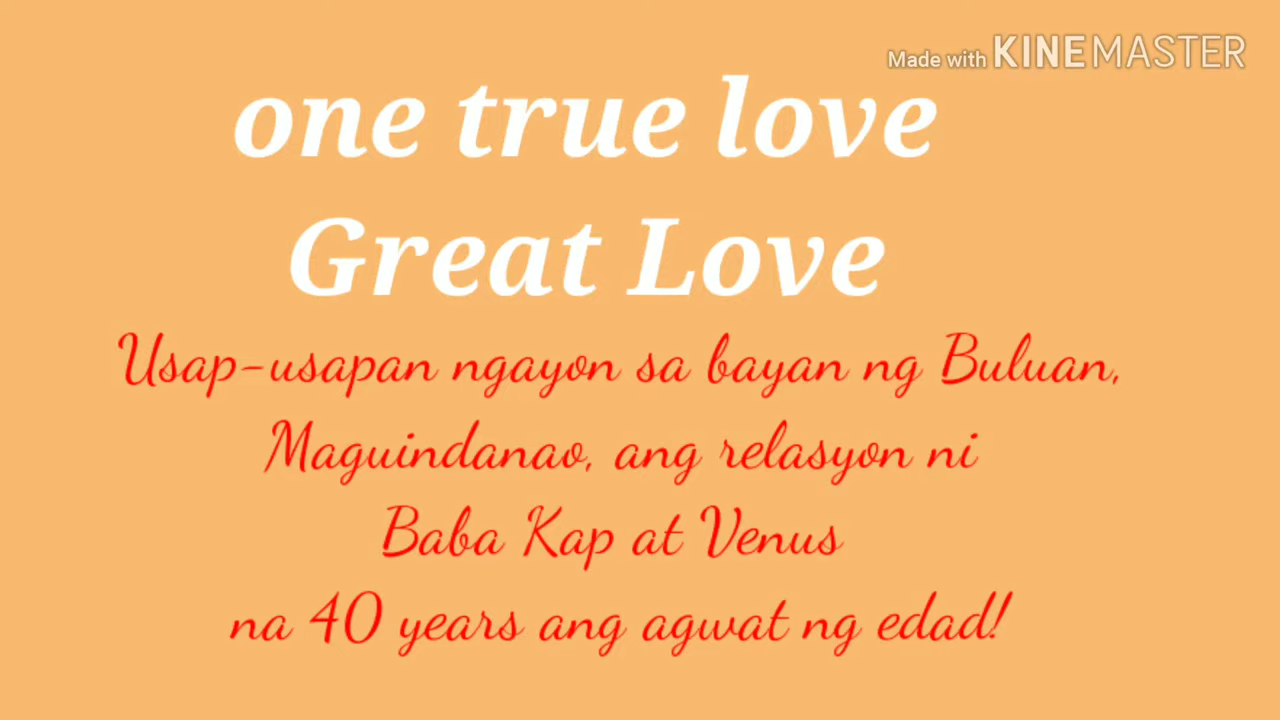 Made with KINEMASTER
one true love
Great Love
Usap-usapan ngayon sa bayan ng Buluan,
Maguindanao, ang relasyon ni
Baba Kap at Venus
na 40 years ang agwat ng edad!